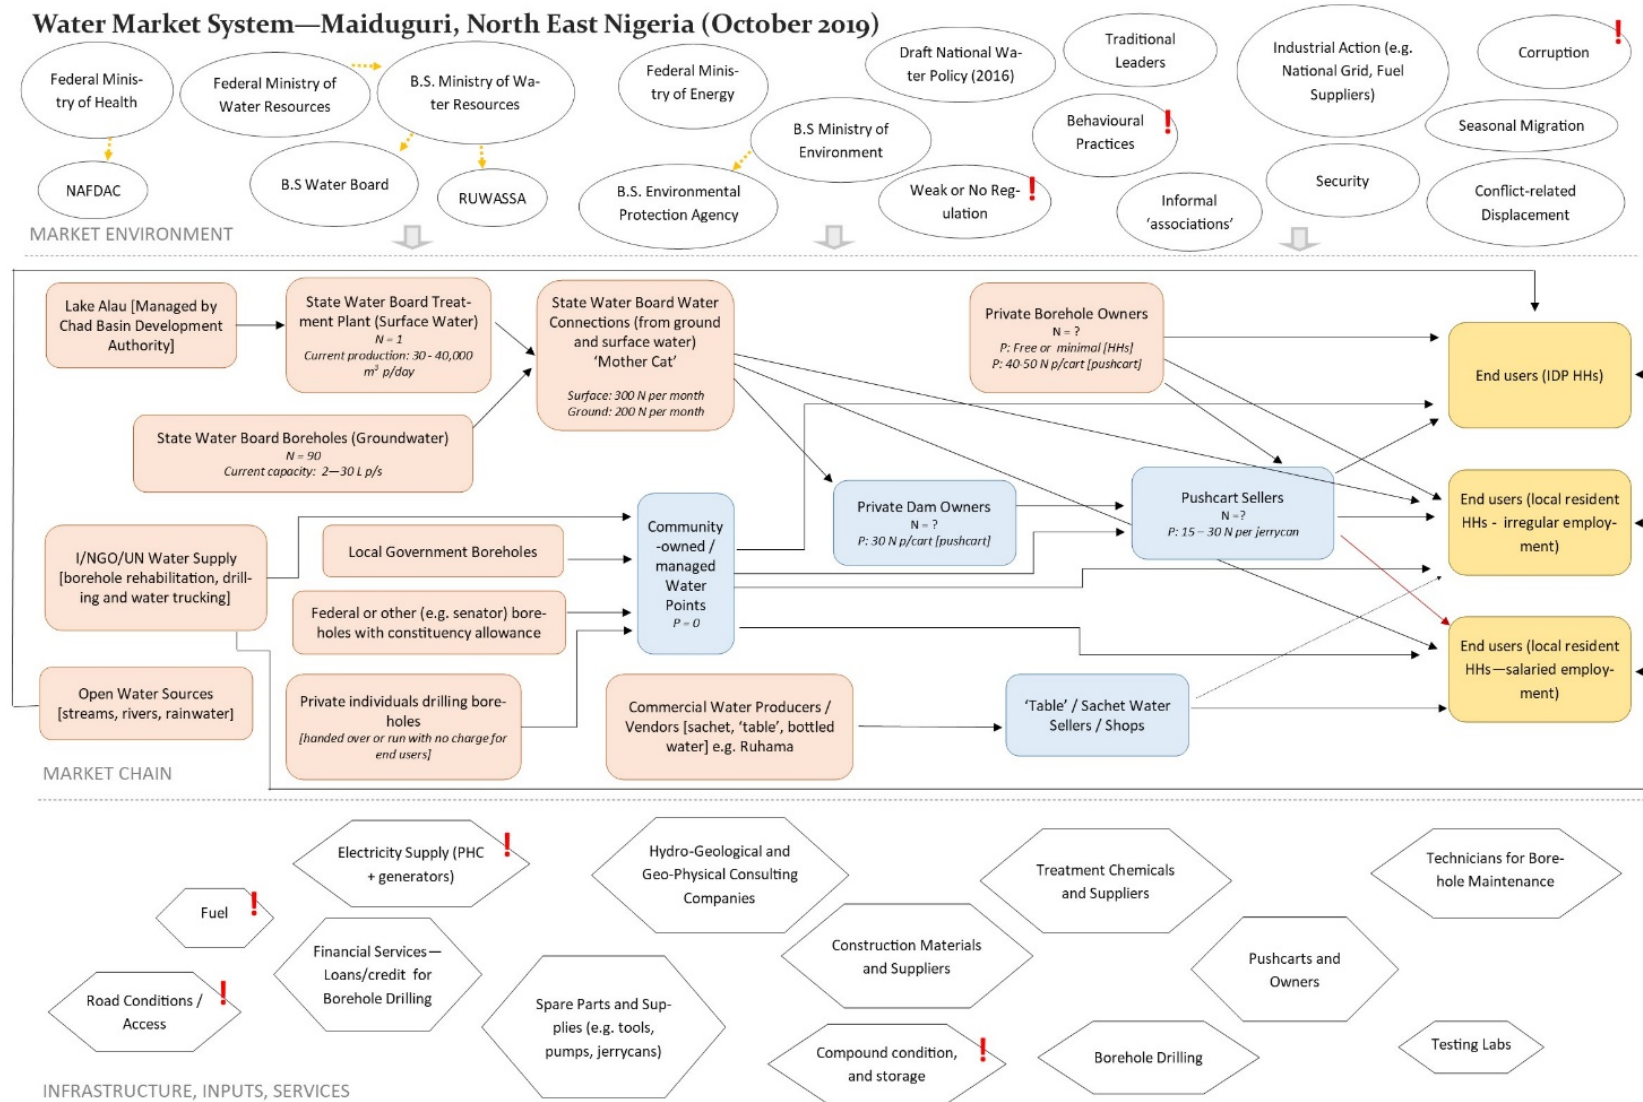 Water Market System—Maiduguri, North East Nigeria (October 2019)
Federal Minis-
try of Health
Federal Ministry of
Water Resources
B.S. Ministry of Wa-
ter Resources
Federal Minis-
try of Energy
B.S Ministry of
Environment
Draft National Wa-
ter Policy (2016)
Traditional
Leaders
Industrial Action (e.g.
National Grid, Fuel
Suppliers)
Corruption
!
Behavioural
Practices
!
Seasonal Migration
NAFDAC
B.S Water Board
RUWASSA
B.S. Environmental
Protection Agency
Weak or No Reg-
ulation
!
Informal
‘associations’
Security
Conflict-related
Displacement
MARKET ENVIRONMENT
Lake Alau [Managed by
Chad Basin Development
Authority]
State Water Board Treat-
ment Plant (Surface Water)
N = 1
Current production: 30 - 40,000
m³ p/day
State Water Board Water
Connections (from ground
and surface water)
‘Mother Cat’
Surface: 300 N per month
Ground: 200 N per month
Private Borehole Owners
N = ?
P: Free or minimal [HHs]
P: 40-50 N p/cart [pushcart]
End users (IDP HHs)
State Water Board Boreholes (Groundwater)
N = 90
Current capacity: 2—30 L p/s
Community
-owned /
managed
Water
Points
P = 0
Private Dam Owners
N = ?
P: 30 N p/cart [pushcart]
Pushcart Sellers
N =?
P: 15 – 30 N per jerrycan
End users (local resident
HHs - irregular employ-
ment)
I/NGO/UN Water Supply
[borehole rehabilitation, drill-
ing and water trucking]
Local Government Boreholes
Federal or other (e.g. senator) bore-
holes with constituency allowance
End users (local resident
HHs—salaried employ-
ment)
Open Water Sources
[streams, rivers, rainwater]
Private individuals drilling bore-
holes
[handed over or run with no charge for
end users]
Commercial Water Producers /
Vendors [sachet, ‘table’, bottled
water] e.g. Ruhama
‘Table’ / Sachet Water
Sellers / Shops
MARKET CHAIN
Electricity Supply (PHC
+ generators)
!
Hydro-Geological and
Geo-Physical Consulting
Companies
Treatment Chemicals
and Suppliers
Technicians for Bore-
hole Maintenance
Fuel
!
Financial Services—
Loans/credit for
Borehole Drilling
Construction Materials
and Suppliers
Pushcarts and
Owners
Road Conditions /
Access
!
Spare Parts and Sup-
plies (e.g. tools,
pumps, jerrycans)
Compound condition,
and storage
!
Borehole Drilling
Testing Labs
INFRASTRUCTURE, INPUTS, SERVICES